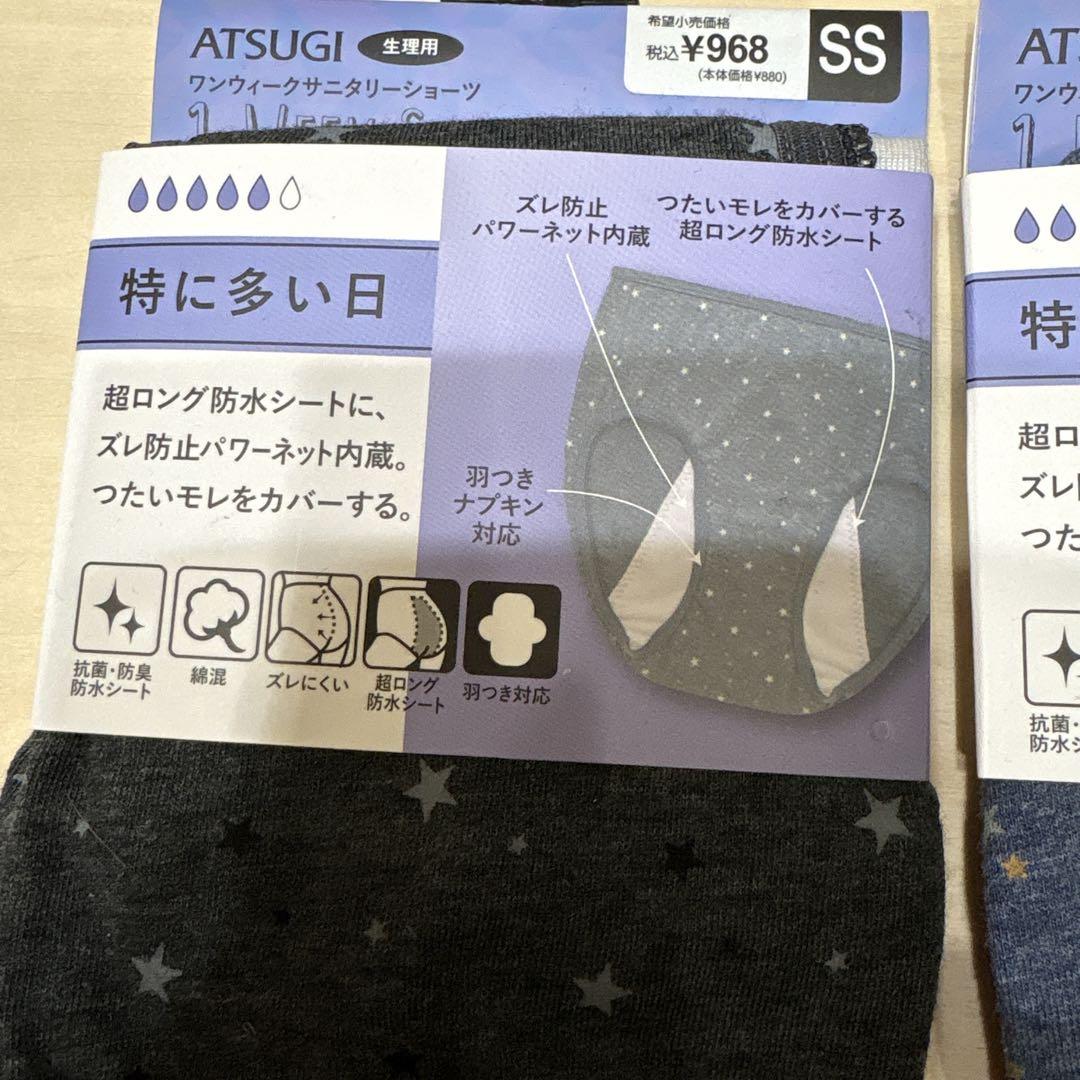 ATSUGI 生理用
ワンウィークサニタリーショーツ
希望小売価格
税込¥968
(本体価格¥880)
SS
特に多い日
超ロング防水シートに、
ズレ防止パワーネット内蔵。
つたいモレをカバーする。
ズレ防止
パワーネット内蔵
つたいモレをカバーする
超ロング防水シート
羽つき
ナプキン
対応
抗菌・防臭
防水シート
綿混
ズレにくい
超ロング
防水シート
羽つき対応
AT
ワンウ
特
超ロ
ズレ
つた
抗菌・
防水シ